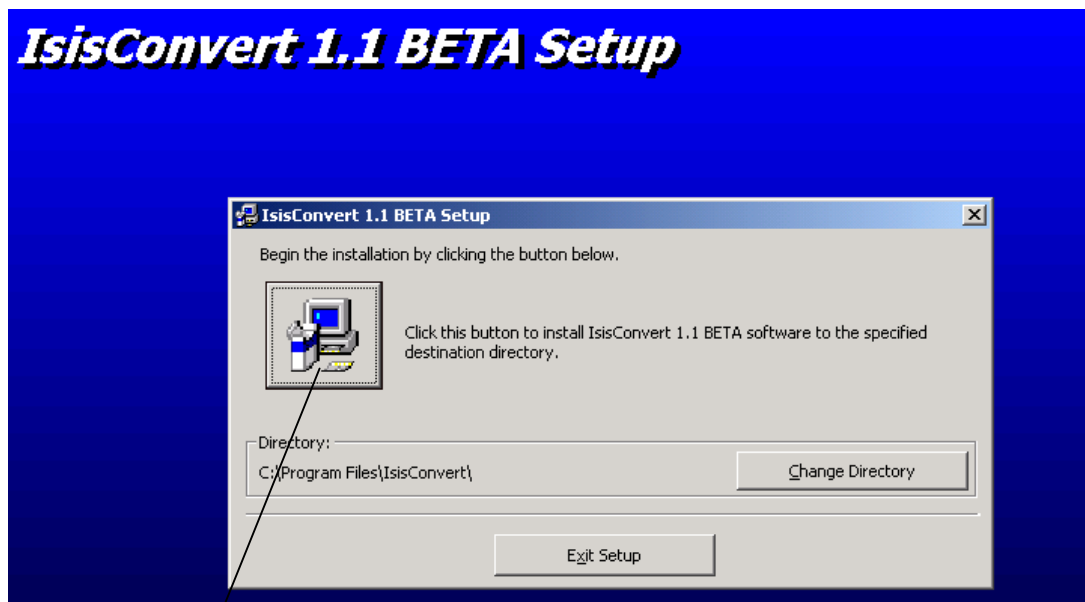 IsisConvert 1.1 BETA Setup
IsisConvert 1.1 BETA Setup
Begin the installation by clicking the button below.
Click this button to install IsisConvert 1.1 BETA software to the specified
destination directory.
Directory:
C:\Program Files\IsisConvert\
Change Directory
Exit Setup